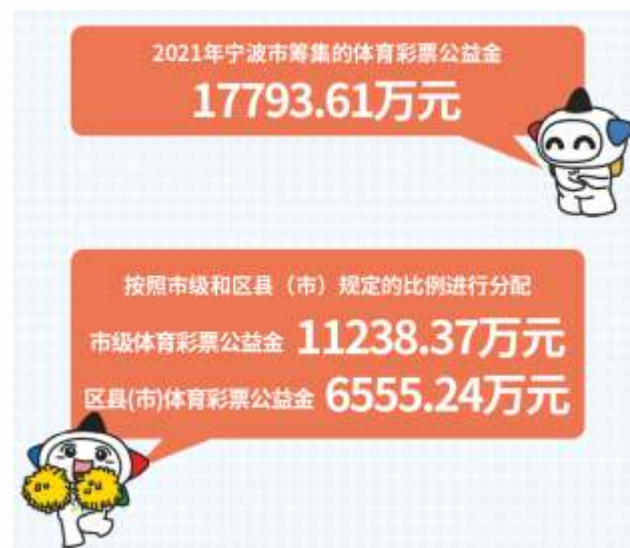 2021年宁波市筹集的体育彩票公益金
17793.61万元
按照市级和区县（市）规定的比例进行分配
市级体育彩票公益金 11238.37万元
区县(市)体育彩票公益金 6555.24万元